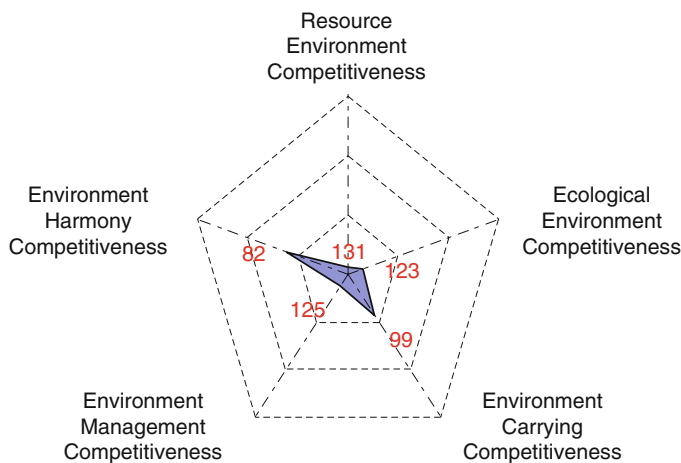 Resource
Environment
Competitiveness
Environment
Harmony
Competitiveness
Ecological
Environment
Competitiveness
82
131
123
125
99
Environment
Management
Competitiveness
Environment
Carrying
Competitiveness